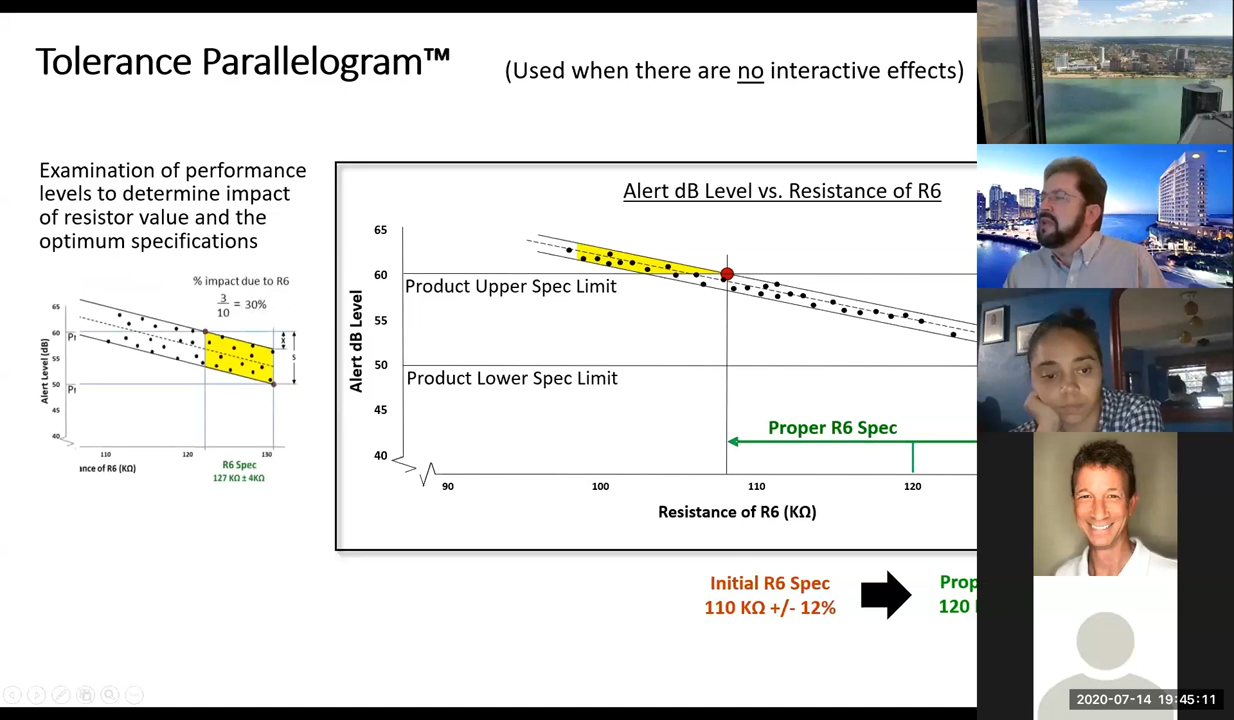 Tolerance Parallelogram™
(Used when there are no interactive effects)
Examination of performance
levels to determine impact
of resistor value and the
optimum specifications
% impact due to R6
3
10
= 30%
65
60
55
50
45
40
Alert Level (dB)
X
S
110
120
130
R6 Spec
127 KΩ ± 4KΩ
Alert dB Level vs. Resistance of R6
65
60
55
50
45
40
Alert dB Level
Product Upper Spec Limit
Product Lower Spec Limit
Proper R6 Spec
90
100
110
120
Resistance of R6 (KΩ)
Initial R6 Spec
110 KΩ +/- 12%
120
2020-07-14 19:45:11